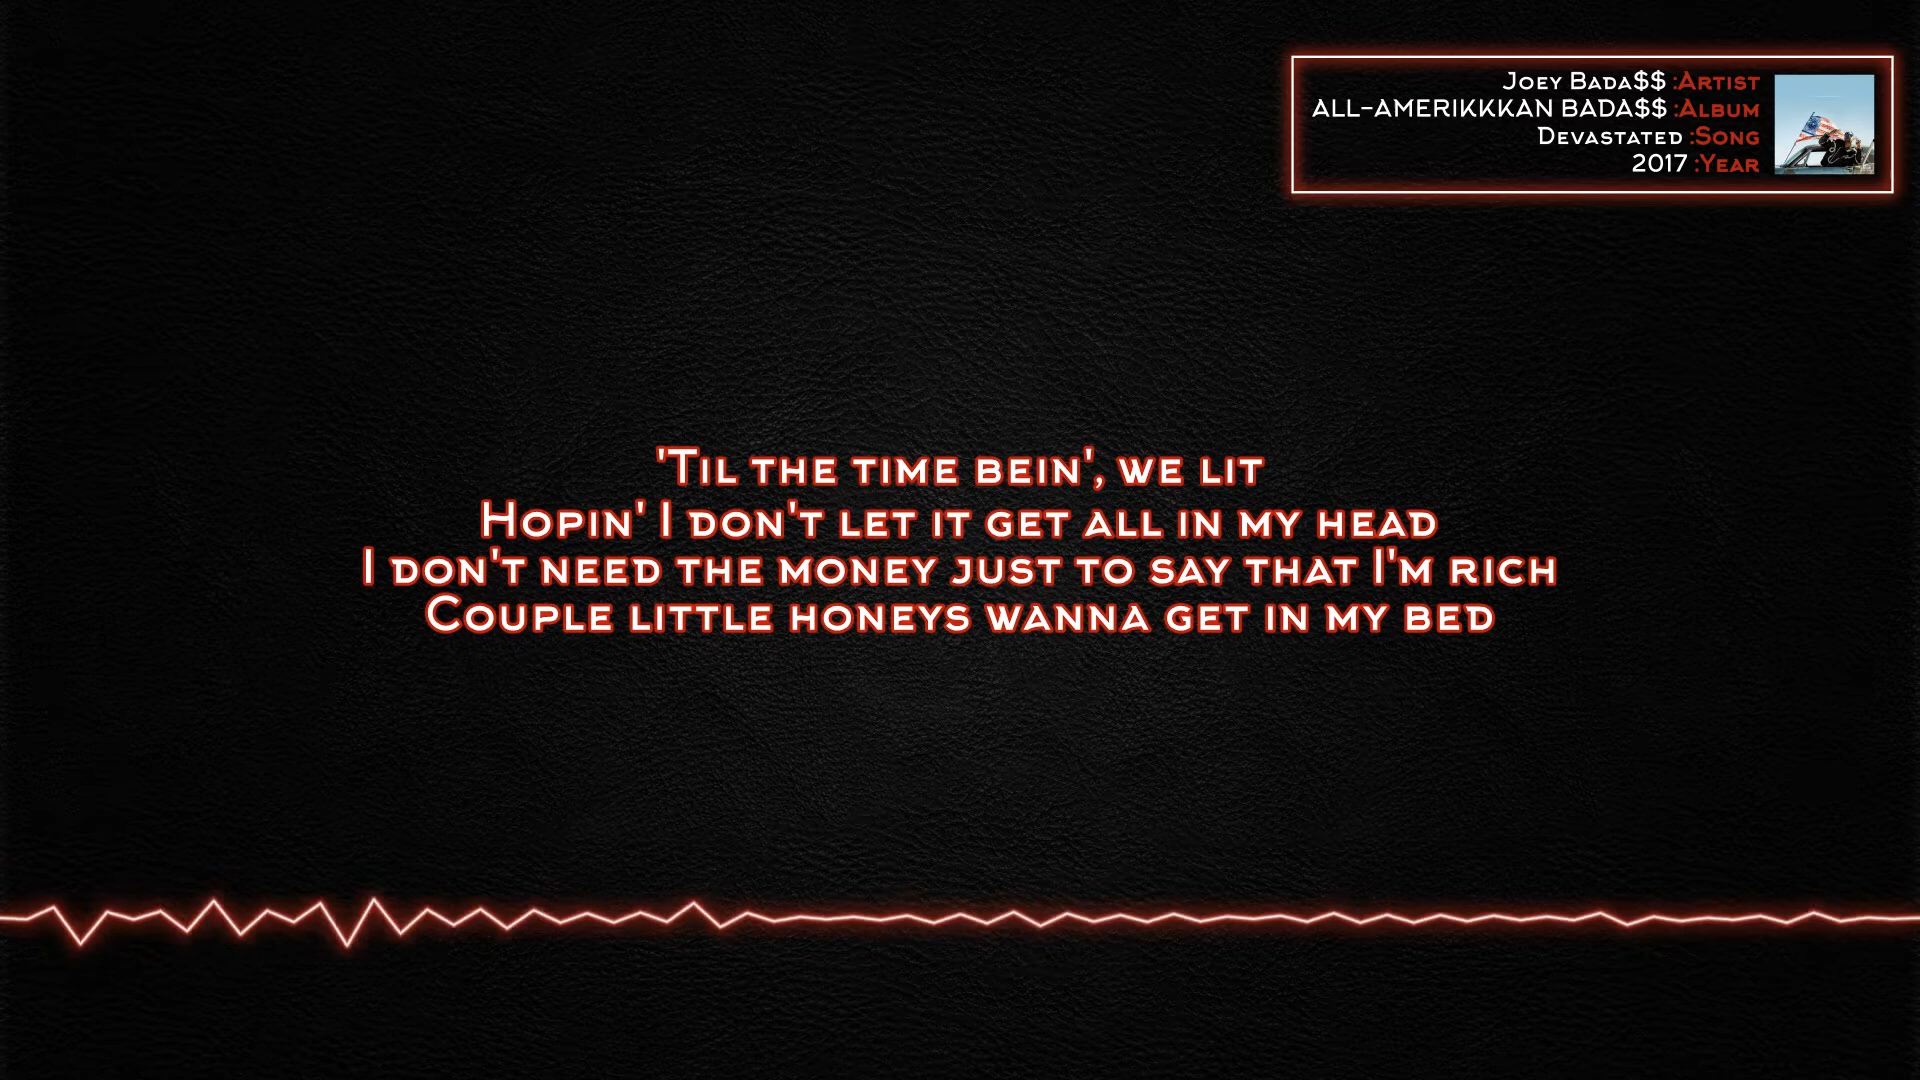 Joey Bada$$ :Artist
ALL-AMERIKKKAN BADA$$ :Album
Devastated :Song
2017 :Year
'Til the time bein', we lit
Hopin' I don't let it get all in my head
I don't need the money just to say that I'm rich
Couple little honeys wanna get in my bed